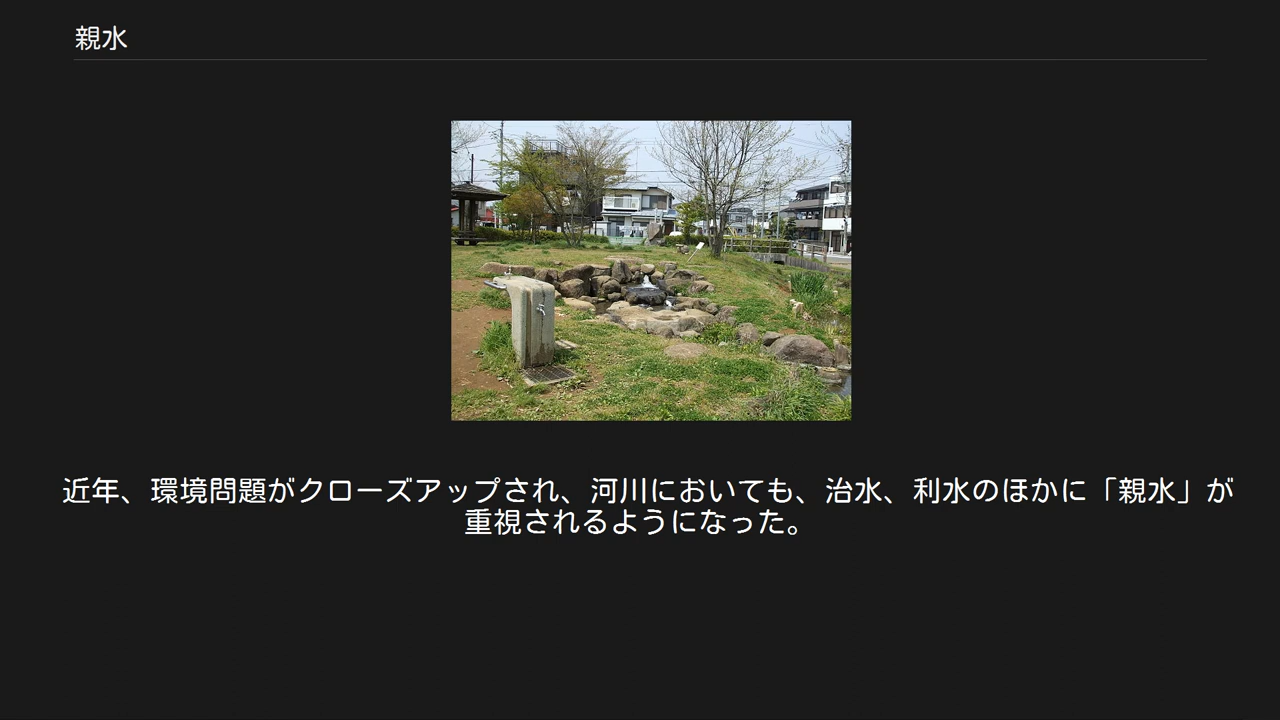 親水
近年、環境問題がクローズアップされ、河川においても、治水、利水のほかに「親水」が
重視されるようになった。